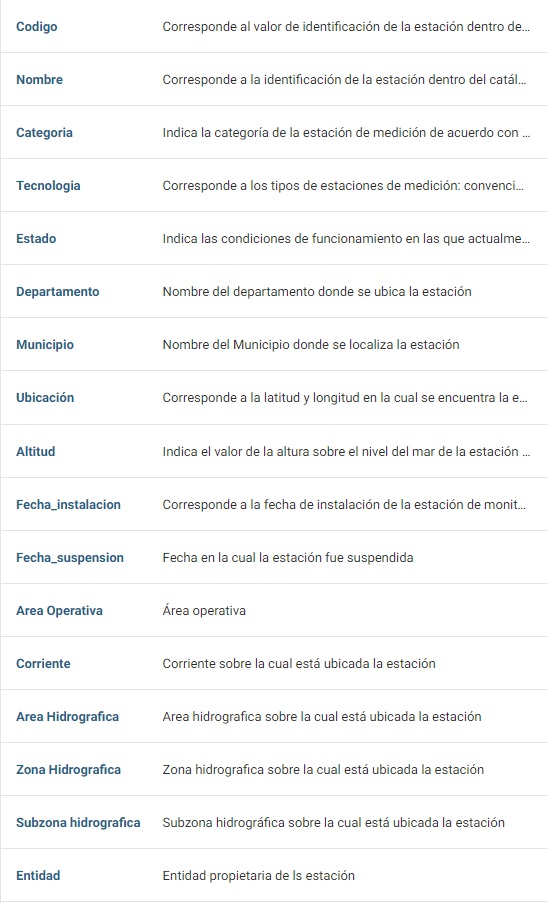 Codigo Corresponde al valor de identificación de la estación dentro de...
Nombre Corresponde a la identificación de la estación dentro del catál...
Categoria Indica la categoría de la estación de medición de acuerdo con ...
Tecnologia Corresponde a los tipos de estaciones de medición: convenci...
Estado Indica las condiciones de funcionamiento en las que actualme...
Departamento Nombre del departamento donde se ubica la estación
Municipio Nombre del Municipio donde se localiza la estación
Ubicación Corresponde a la latitud y longitud en la cual se encuentra la e...
Altitud Indica el valor de la altura sobre el nivel del mar de la estación ...
Fecha_instalacion Corresponde a la fecha de instalación de la estación de monit...
Fecha_suspension Fecha en la cual la estación fue suspendida
Area Operativa Área operativa
Corriente Corriente sobre la cual está ubicada la estación
Area Hidrografica Area hidrografica sobre la cual está ubicada la estación
Zona Hidrografica Zona hidrografica sobre la cual está ubicada la estación
Subzona hidrografica Subzona hidrográfica sobre la cual está ubicada la estación
Entidad Entidad propietaria de ls estación